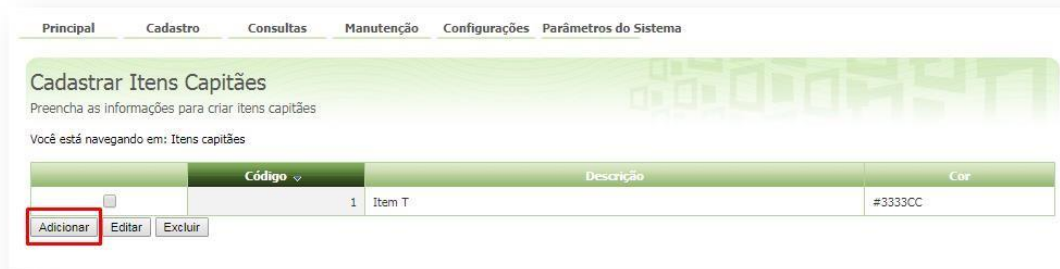 Principal Cadastro Consultas Manutenção Configurações Parâmetros do Sistema
Cadastrar Itens Capitães
Preencha as informações para criar itens capitães
Você está navegando em: Itens capitães
Código Descrição Cor
1 Item T #3333CC
Adicionar Editar Excluir